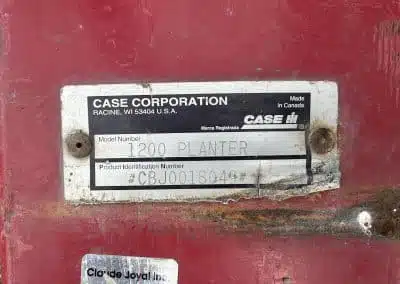 CASE CORPORATION
RACINE, WI 53404 U.S.A.
Made
in Canada
Marca Registrada
CASE IH
Model Number
1200 PLANTER
Product Identification Number
#CBJ0018049#
Claude Joyal Inc.